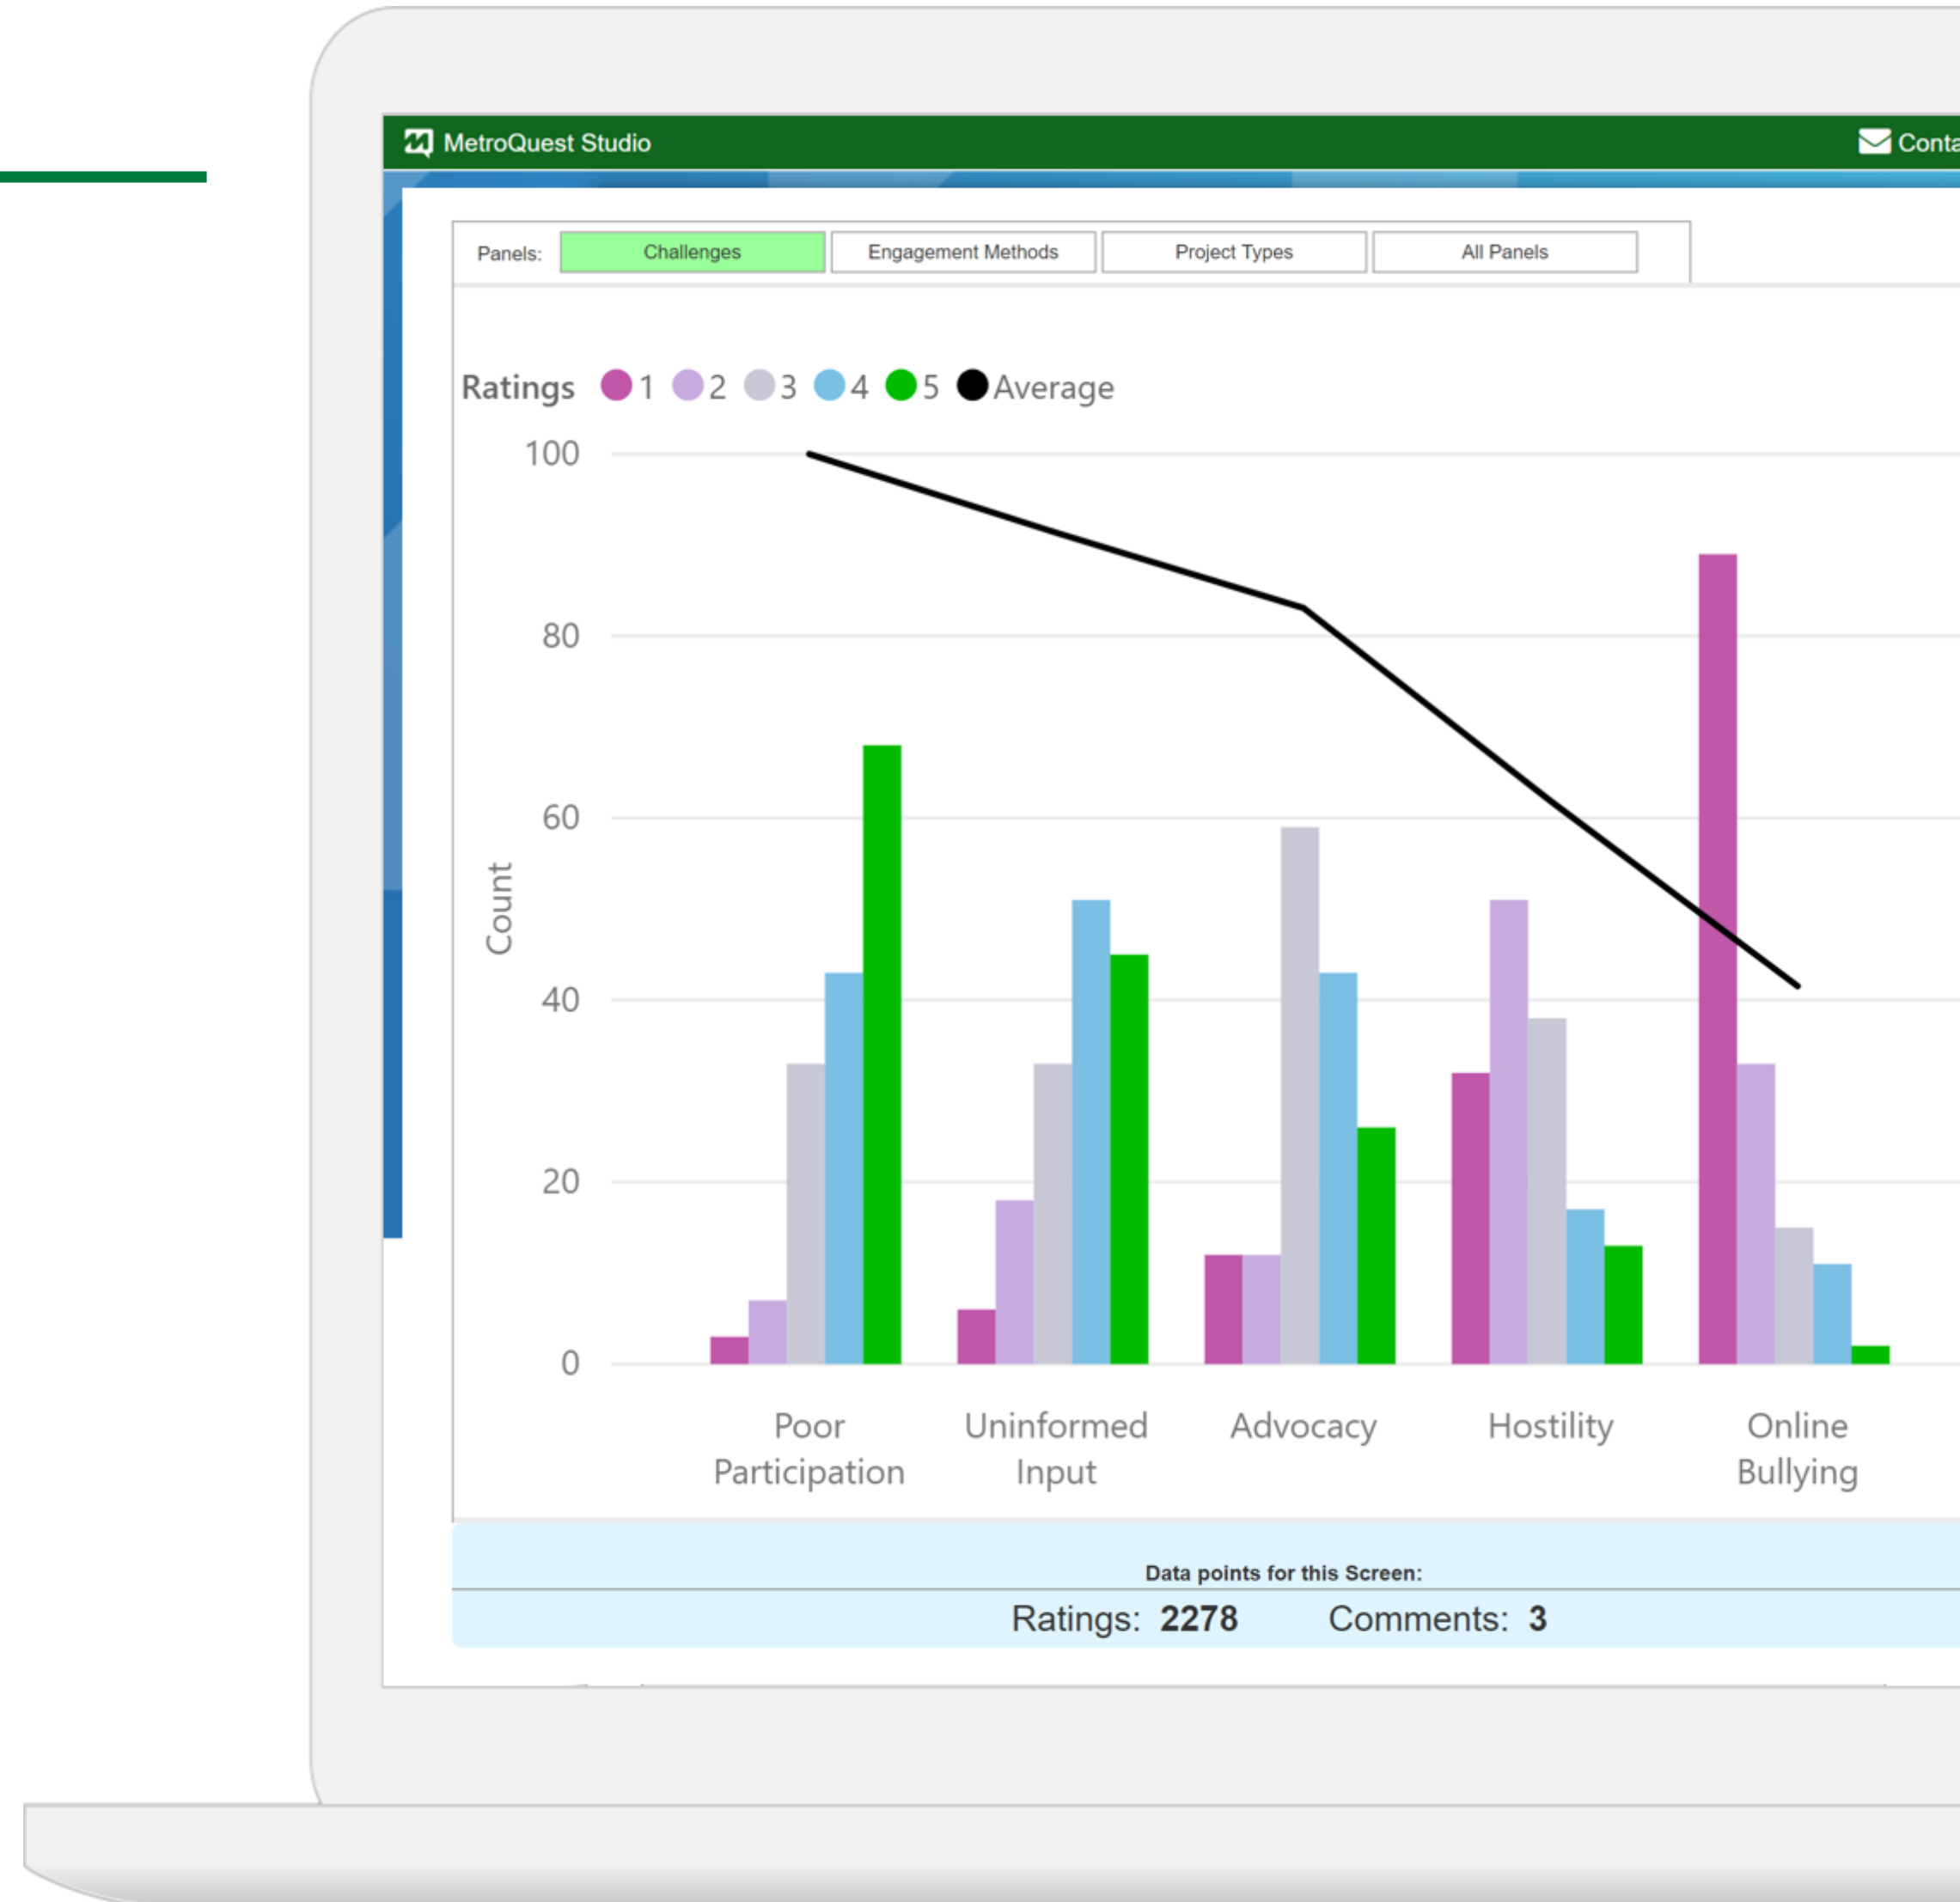 MetroQuest Studio
Conta
Panels: Challenges Engagement Methods Project Types All Panels
Ratings 1 2 3 4 5 Average
100
80
60
40
20
0
Count
Poor Participation
Uninformed Input
Advocacy
Hostility
Online Bullying
Data points for this Screen:
Ratings: 2278 Comments: 3